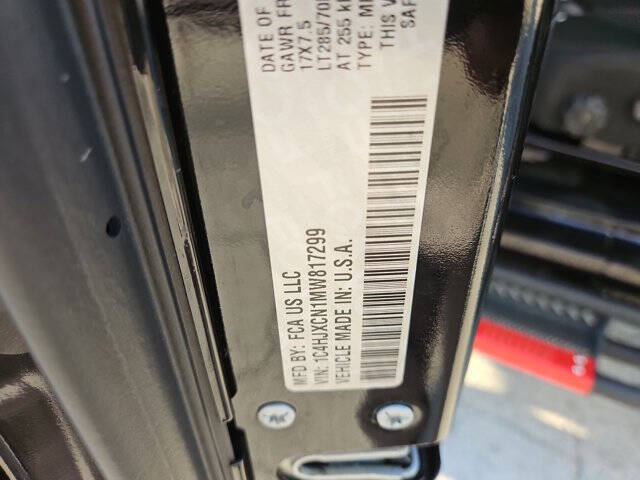 MFD BY: FCA US LLC
DATE OF
GAWR FR
17X7.5
LT285/70
AT 255 K
VIN: 1C4HJXCN1MW817299
TYPE: M
VEHICLE MADE IN: U.S.A.
THIS V
SAF